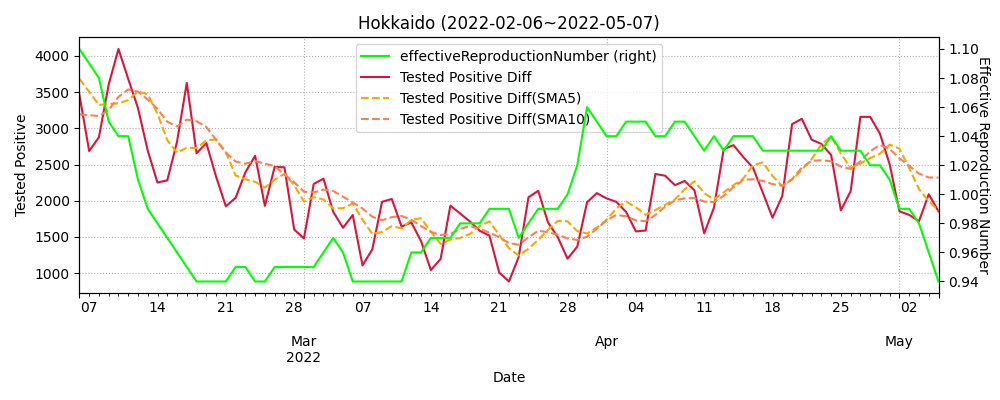 Hokkaido (2022-02-06~2022-05-07)
effectiveReproductionNumber (right)
Tested Positive Diff
Tested Positive Diff(SMA5)
Tested Positive Diff(SMA10)
Tested Positive
4000
3500
3000
2500
2000
1500
1000
1.10
1.08
1.06
1.04
1.02
1.00
0.98
0.96
0.94
Effective Reproduction Number
07 14 21 28 07 14 21 28 04 11 18 25 02
Mar Apr May
2022
Date